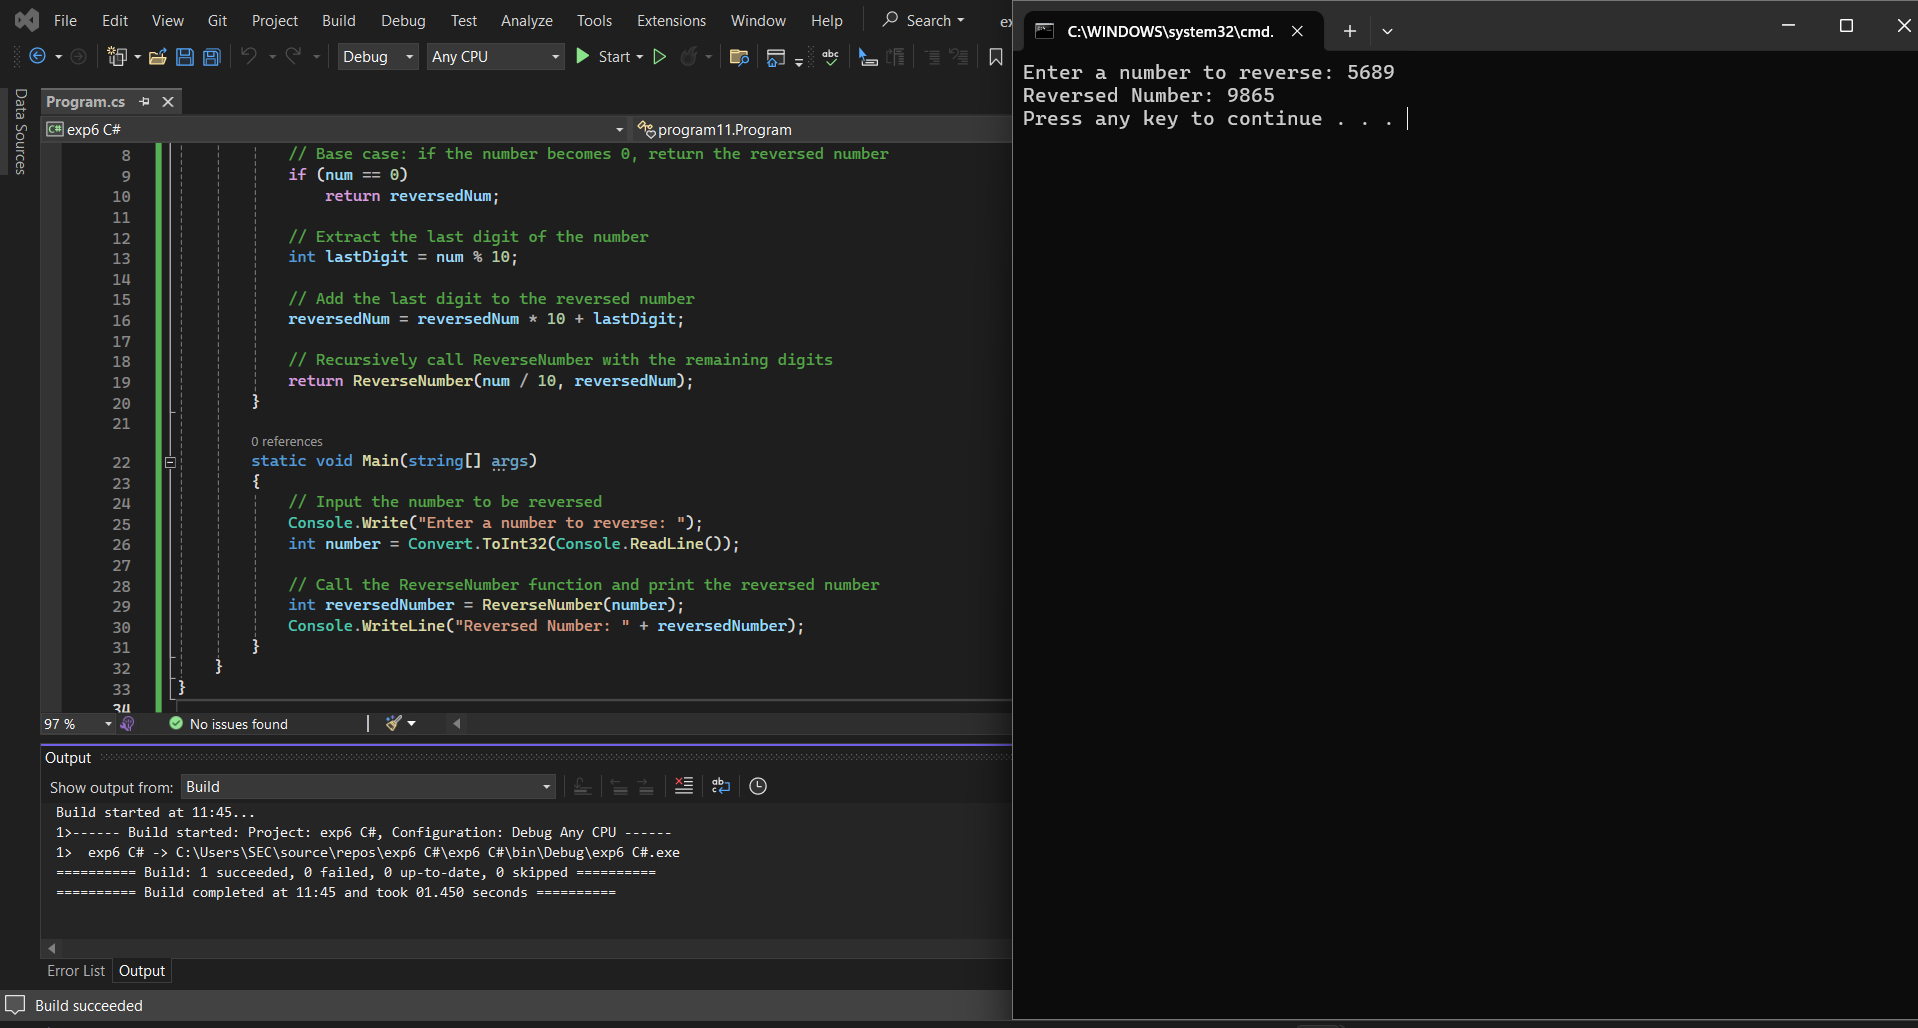 File Edit View Git Project Build Debug Test Analyze Tools Extensions Window Help Search
Debug Any CPU Start
Data Sources
Program.cs
C# exp6 C# program11.Program
8 // Base case: if the number becomes 0, return the reversed number
9 if (num == 0)
10 return reversedNum;
11
12 // Extract the last digit of the number
13 int lastDigit = num % 10;
14
15 // Add the last digit to the reversed number
16 reversedNum = reversedNum * 10 + lastDigit;
17
18 // Recursively call ReverseNumber with the remaining digits
19 return ReverseNumber(num / 10, reversedNum);
20 }
21
0 references
22 static void Main(string[] args)
23 {
24 // Input the number to be reversed
25 Console.Write("Enter a number to reverse: ");
26 int number = Convert.ToInt32(Console.ReadLine());
27
28 // Call the ReverseNumber function and print the reversed number
29 int reversedNumber = ReverseNumber(number);
30 Console.WriteLine("Reversed Number: " + reversedNumber);
31 }
32 }
33 }
34
97 % No issues found
Output
Show output from: Build
Build started at 11:45...
1>------ Build started: Project: exp6 C#, Configuration: Debug Any CPU ------
1> exp6 C# -> C:\Users\SEC\source\repos\exp6 C#\exp6 C#\bin\Debug\exp6 C#.exe
========== Build: 1 succeeded, 0 failed, 0 up-to-date, 0 skipped ==========
========== Build completed at 11:45 and took 01.450 seconds ==========
Error List Output
Build succeeded
C:\WINDOWS\system32\cmd.
Enter a number to reverse: 5689
Reversed Number: 9865
Press any key to continue . . .